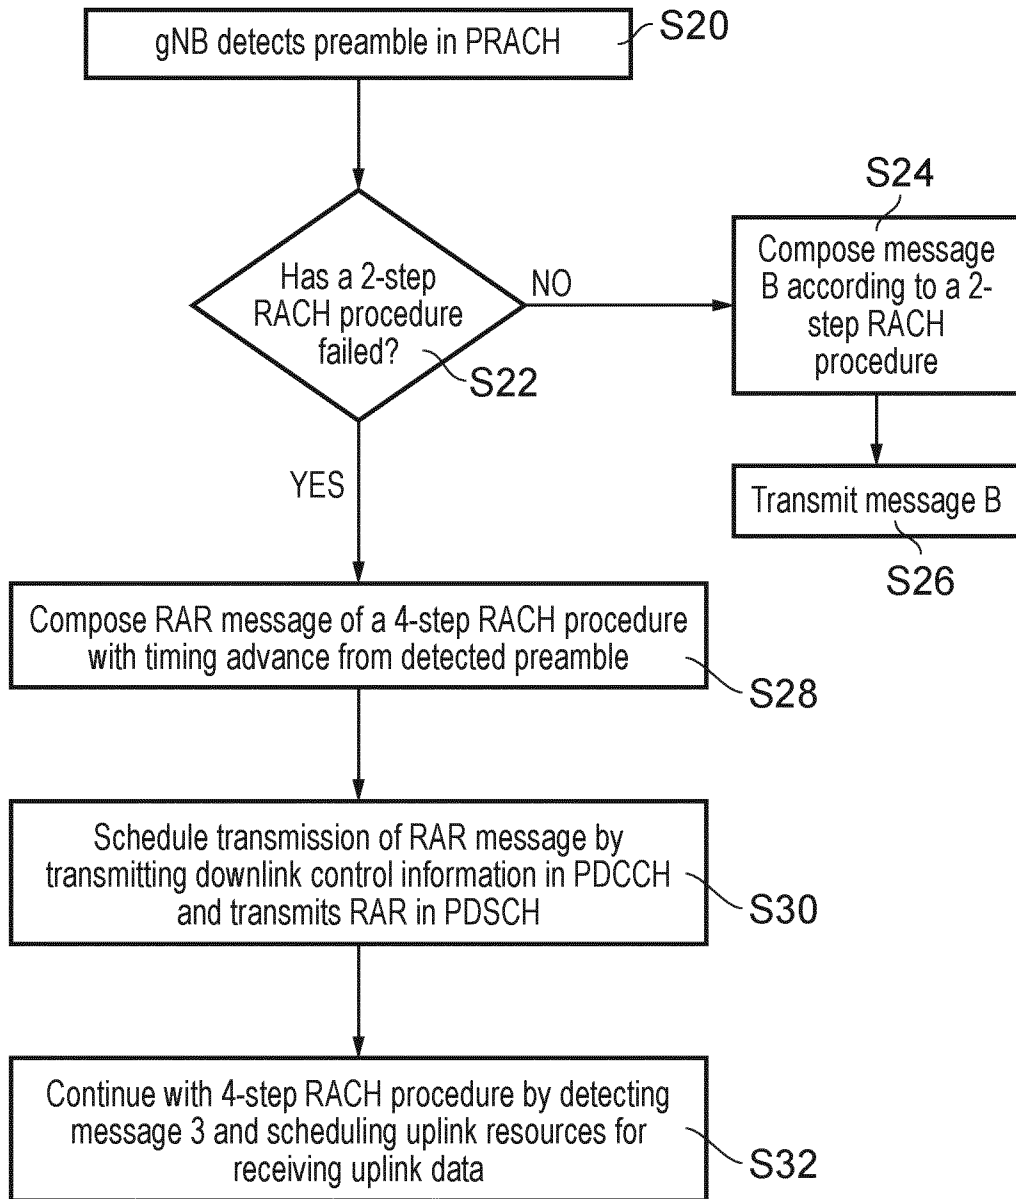 gNB detects preamble in PRACH
S20
Has a 2-step
RACH procedure
failed?
S22
NO
S24
Compose message
B according to a 2-
step RACH
procedure
Transmit message B
S26
YES
Compose RAR message of a 4-step RACH procedure
with timing advance from detected preamble
S28
Schedule transmission of RAR message by
transmitting downlink control information in PDCCH
and transmits RAR in PDSCH
S30
Continue with 4-step RACH procedure by detecting
message 3 and scheduling uplink resources for
receiving uplink data
S32